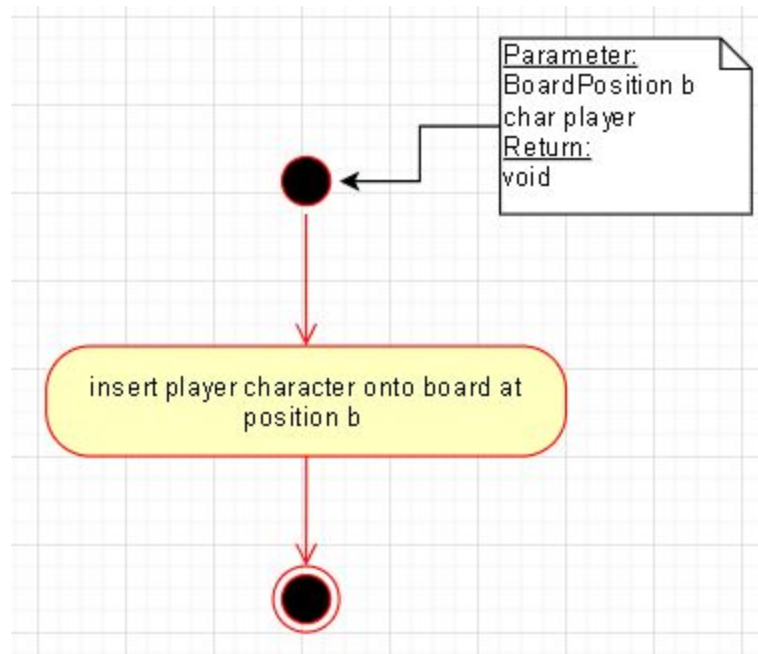 Parameter:
BoardPosition b
char player
Return:
void
insert player character onto board at
position b